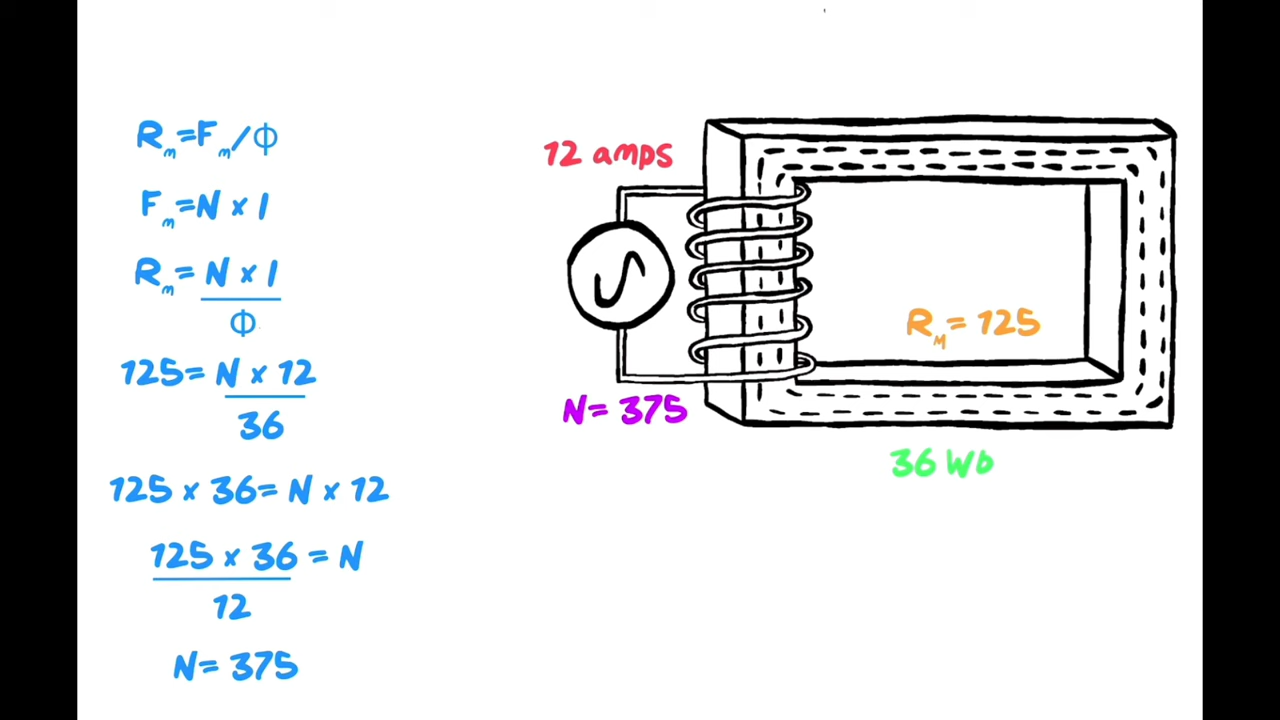 Rₘ=Fₘ/Φ
Fₘ=N × I
Rₘ= N × I
Φ
125= N × 12
36
125 × 36= N × 12
125 × 36 = N
12
N= 375
12 amps
Rₘ= 125
N= 375
36 Wb